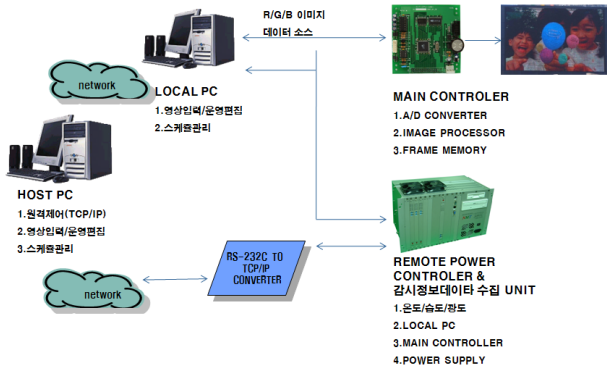 R/G/B 이미지
데이터 소스
network
LOCAL PC
1.영상입력/운영편집
2.스케쥴관리
MAIN CONTROLER
1.A/D CONVERTER
2.IMAGE PROCESSOR
3.FRAME MEMORY
HOST PC
1.원격제어(TCP/IP)
2.영상입력/운영편집
3.스케쥴관리
RS-232C TO
TCP/IP
CONVERTER
network
REMOTE POWER
CONTROLER &
감시정보데이타 수집 UNIT
1.온도/습도/광도
2.LOCAL PC
3.MAIN CONTROLLER
4.POWER SUPPLY